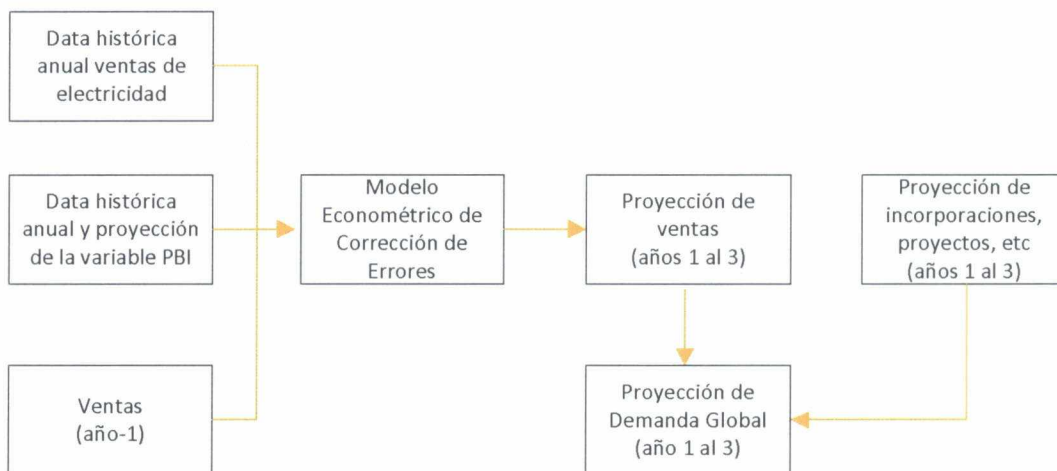 Data histórica
anual ventas de
electricidad
Data histórica
anual y proyección
de la variable PBI
Ventas
(año-1)
Modelo
Econométrico de
Corrección de
Errores
Proyección de
ventas
(años 1 al 3)
Proyección de
incorporaciones,
proyectos, etc
(años 1 al 3)
Proyección de
Demanda Global
(año 1 al 3)